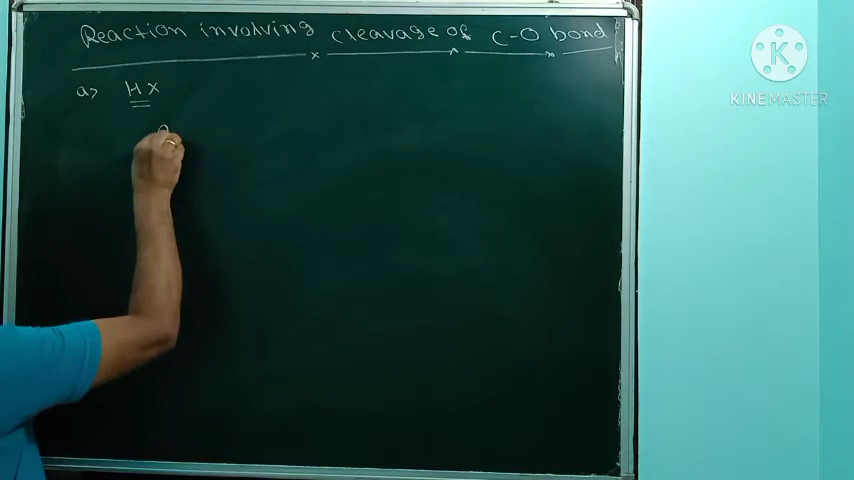 Reaction involving cleavage of C-O bond
a> HX
K
KINEMASTER